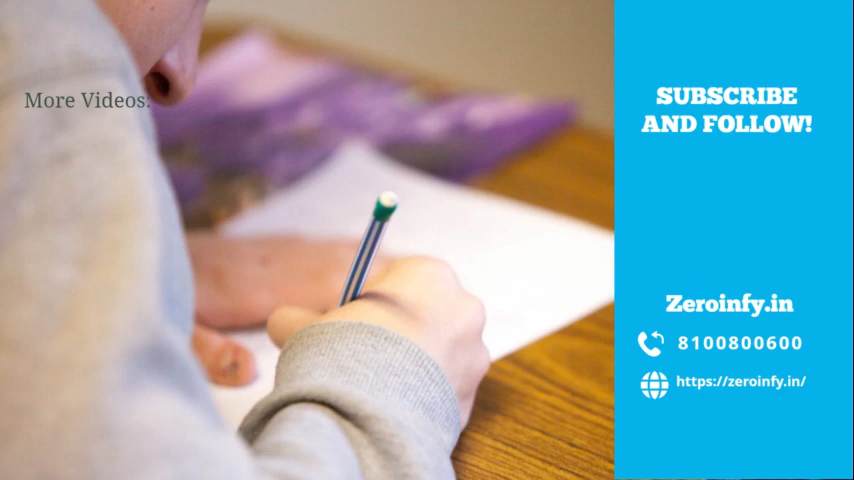 More Videos:
SUBSCRIBE
AND FOLLOW!
Zeroinfy.in
8100800600
https://zeroinfy.in/